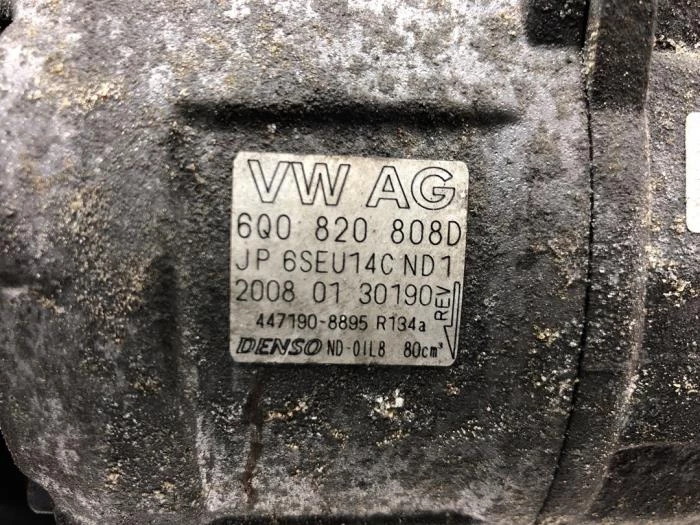 VW AG
6Q0 820 808D
JP 6SEU14C ND1
2008 01 30190
REV
447190-8895 R134a
DENSO ND-OIL8 80cm³